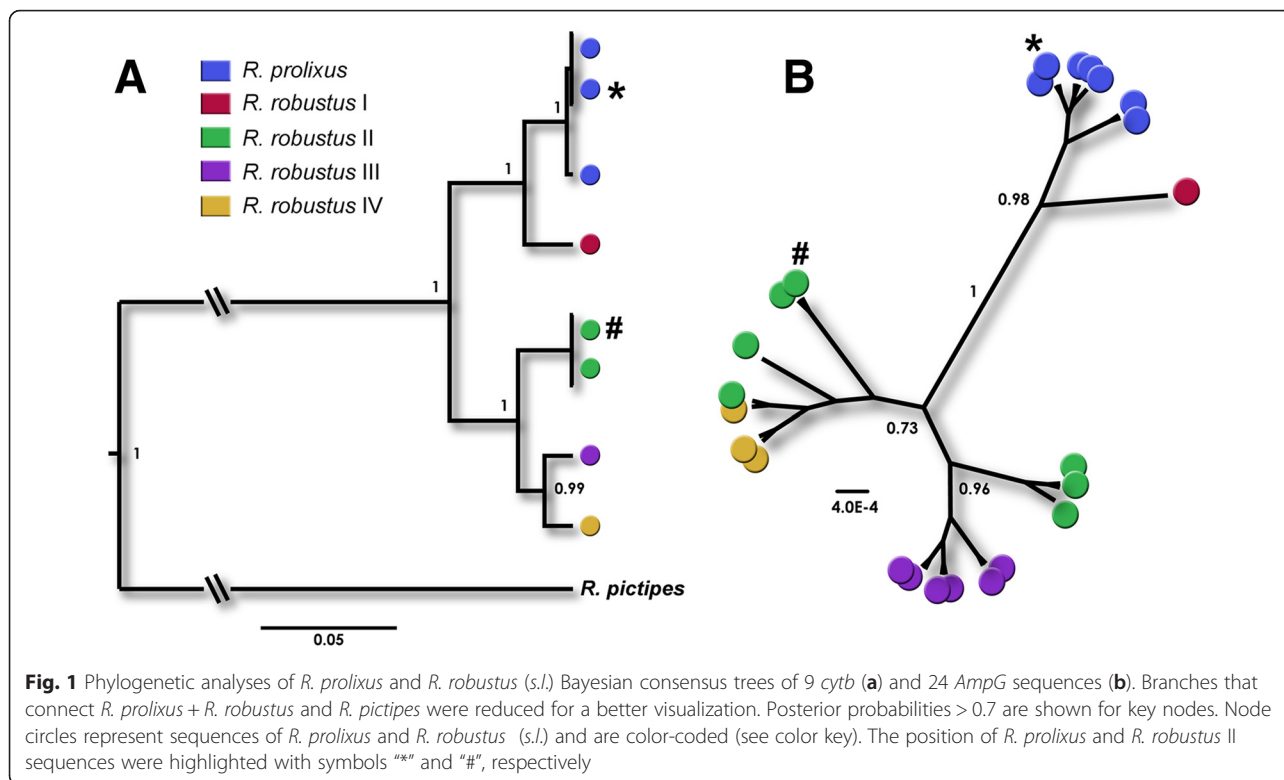 A
R. prolixus
R. robustus I
R. robustus II
R. robustus III
R. robustus IV
1
*
1
1
#
1
1
0.99
R. pictipes
0.05
B
*
0.98
#
1
0.73
0.96
4.0E-4
Fig. 1 Phylogenetic analyses of R. prolixus and R. robustus (s.l.) Bayesian consensus trees of 9 cytb (a) and 24 AmpG sequences (b). Branches that
connect R. prolixus + R. robustus and R. pictipes were reduced for a better visualization. Posterior probabilities > 0.7 are shown for key nodes. Node
circles represent sequences of R. prolixus and R. robustus (s.l.) and are color-coded (see color key). The position of R. prolixus and R. robustus II
sequences were highlighted with symbols “*” and “#”, respectively